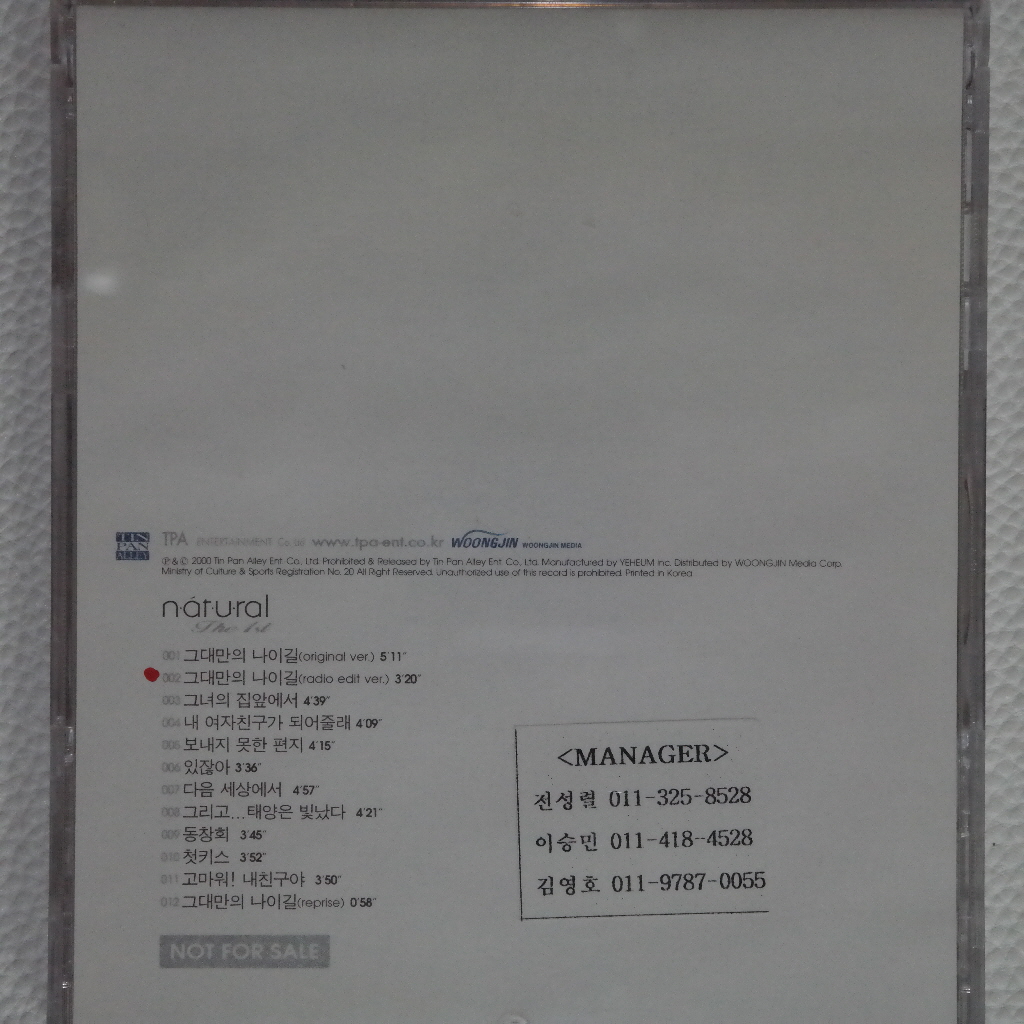 TIN
PAN
ALLEY
TPA ENTERTAINMENT Co., Ltd www.tpa-ent.co.kr WOONGJIN WOONGJIN MEDIA
℗ & © 2000 Tin Pan Alley Ent. Co., Ltd. Prohibited & Released by Tin Pan Alley Ent. Co., Ltd. Manufactured by YEHEUM Inc. Distributed by WOONGJIN Media Corp.
Ministry of Culture & Sports Registration No. 20 All Right Reserved. Unauthorized use of this record is prohibited. Printed in Korea
n·át·u·ral
The 1st
001 그대만의 나이길(original ver.) 5'11"
002 그대만의 나이길(radio edit ver.) 3'20"
003 그녀의 집앞에서 4'39"
004 내 여자친구가 되어줄래 4'09"
005 보내지 못한 편지 4'15"
006 있잖아 3'36"
007 다음 세상에서 4'57"
008 그리고...태양은 빛났다 4'21"
009 동창회 3'45"
010 첫키스 3'52"
011 고마워! 내친구야 3'50"
012 그대만의 나이길(reprise) 0'58"
NOT FOR SALE
<MANAGER>
전성렬 011-325-8528
이승민 011-418-4528
김영호 011-9787-0055